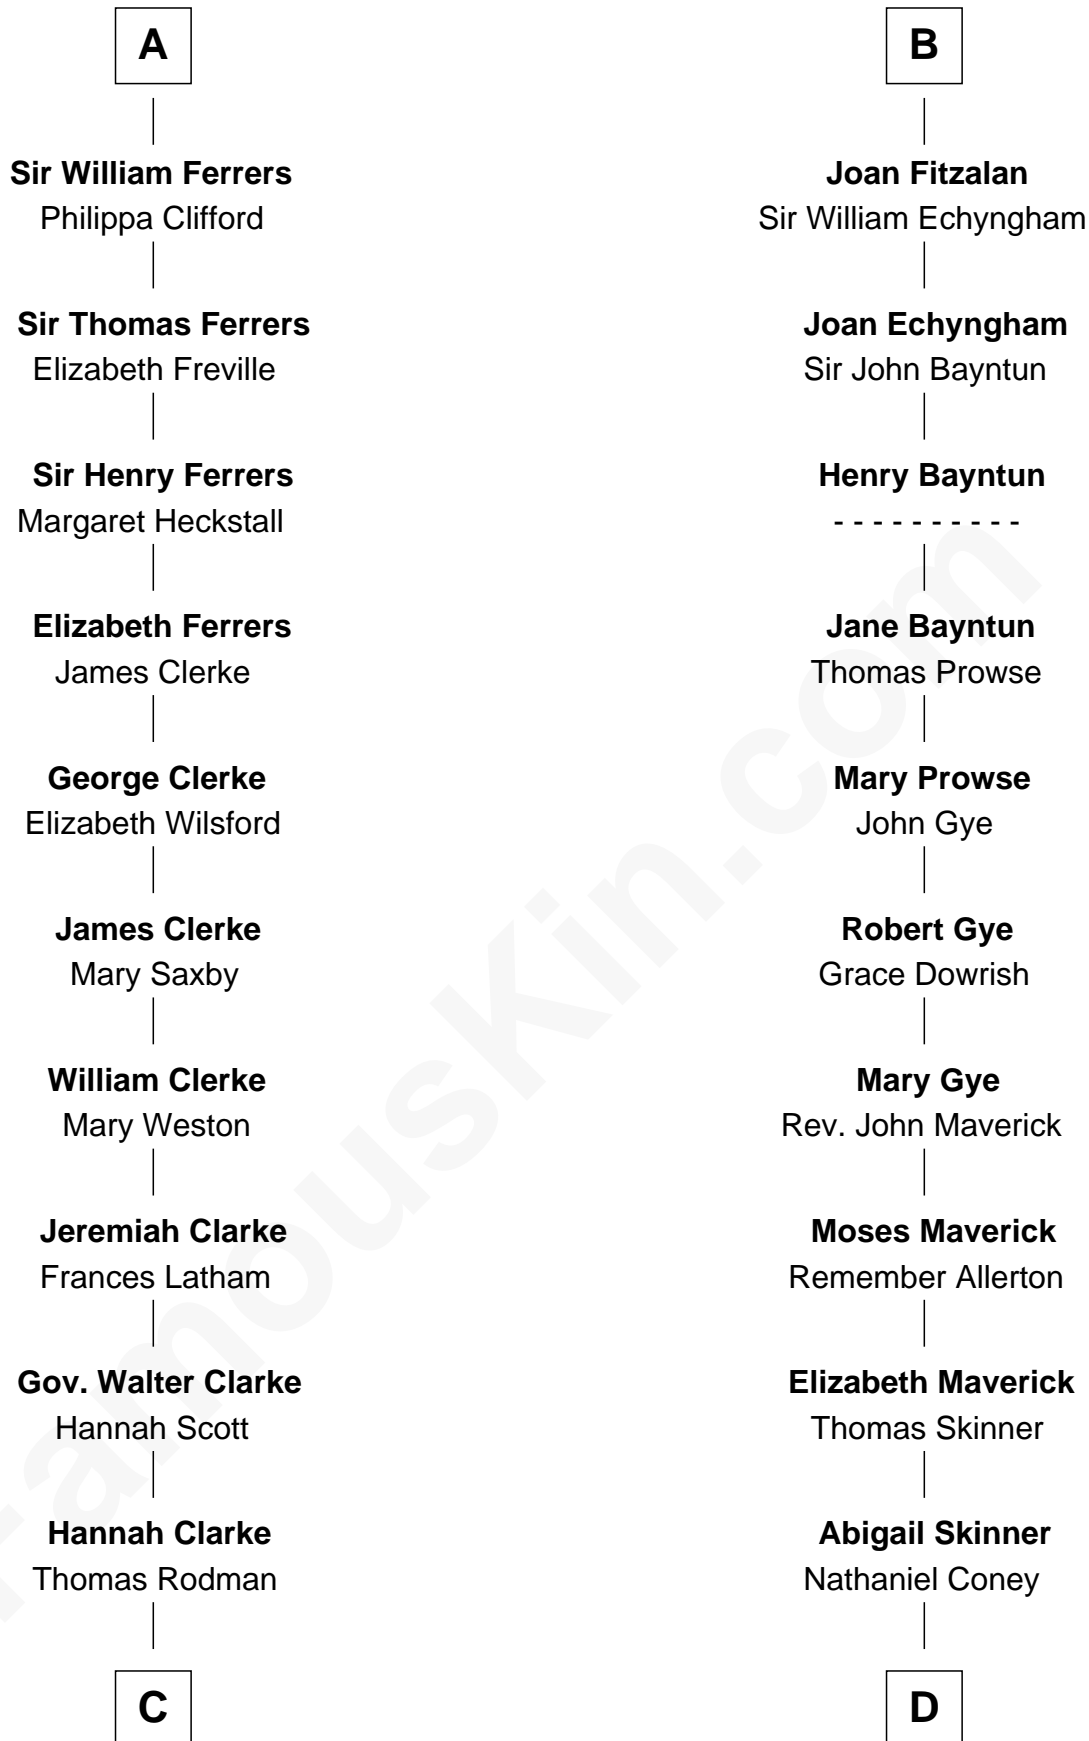 A
Sir William Ferrers
Philippa Clifford
Sir Thomas Ferrers
Elizabeth Freville
Sir Henry Ferrers
Margaret Heckstall
Elizabeth Ferrers
James Clerke
George Clerke
Elizabeth Wilsford
James Clerke
Mary Saxby
William Clerke
Mary Weston
Jeremiah Clarke
Frances Latham
Gov. Walter Clarke
Hannah Scott
Hannah Clarke
Thomas Rodman
C
B
Joan Fitzalan
Sir William Echyngham
Joan Echyngham
Sir John Bayntun
Henry Bayntun
- - - - - - - - - -
Jane Bayntun
Thomas Prowse
Mary Prowse
John Gye
Robert Gye
Grace Dowrish
Mary Gye
Rev. John Maverick
Moses Maverick
Remember Allerton
Elizabeth Maverick
Thomas Skinner
Abigail Skinner
Nathaniel Coney
D
FamousKin.com